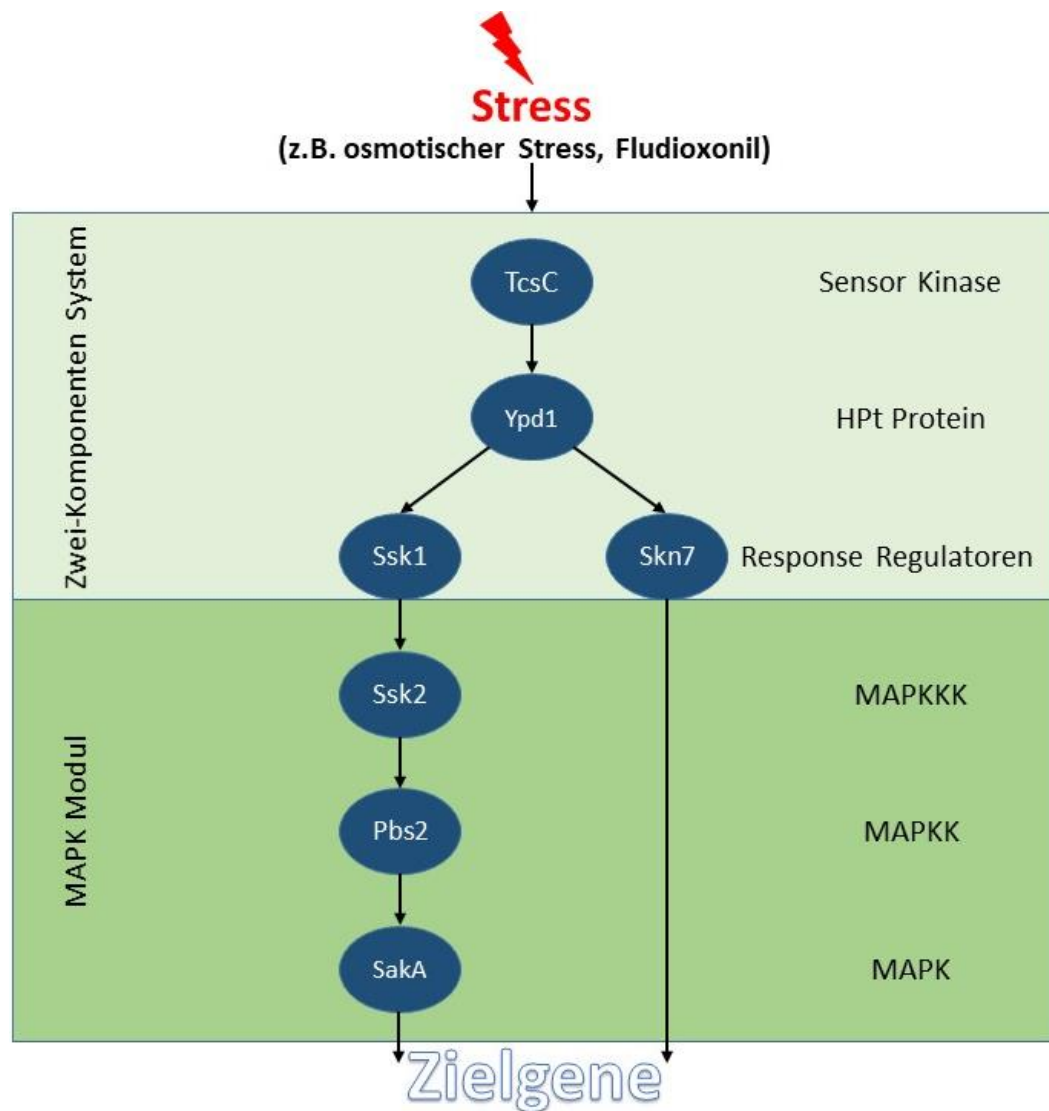 Stress
(z.B. osmotischer Stress, Fludioxonil)
Zwei-Komponenten System
TcsC
Sensor Kinase
Ypd1
HPt Protein
Ssk1
Skn7
Response Regulatoren
MAPK Modul
Ssk2
MAPKKK
Pbs2
MAPKK
SakA
MAPK
Zielgene